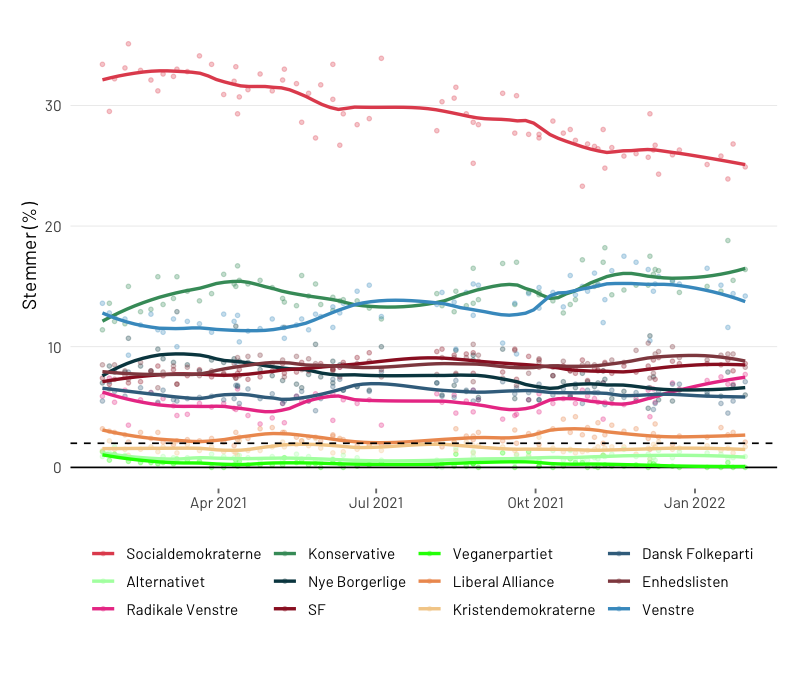 30
20
10
0
Stemmer(%)
Apr 2021 Jul 2021 Okt 2021 Jan 2022
Socialdemokraterne Konservative Veganerpartiet Dansk Folkeparti
Alternativet Nye Borgerlige Liberal Alliance Enhedslisten
Radikale Venstre SF Kristendemokraterne Venstre